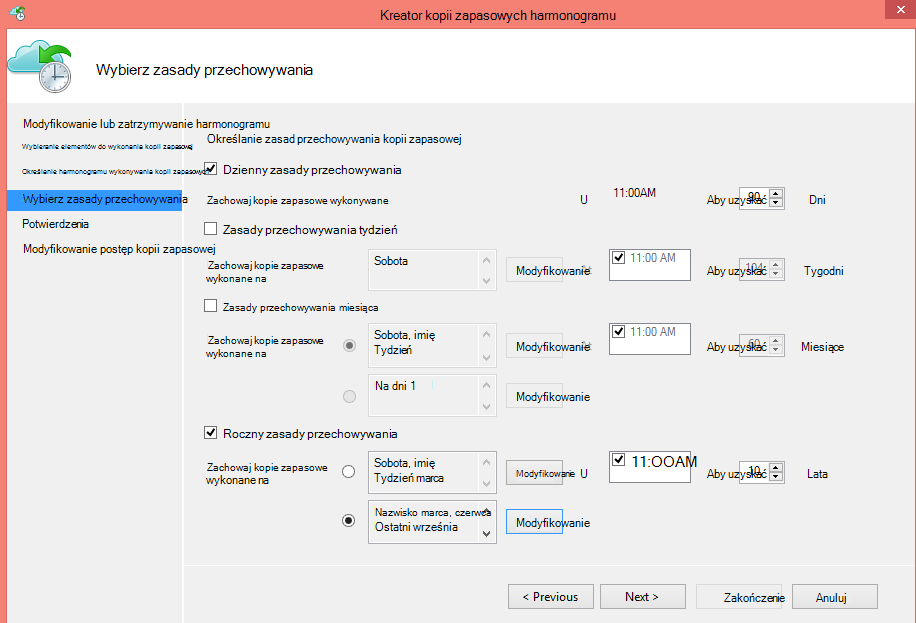 Kreator kopii zapasowych harmonogramu
Wybierz zasady przechowywania
Modyfikowanie lub zatrzymywanie harmonogramu
Wybieranie elementów do wykonania kopii zapasowej
Określanie harmonogramu wykonywania kopii zapasowych
Wybierz zasady przechowywania
Potwierdzenia
Modyfikowanie postęp kopii zapasowej
Określanie zasad przechowywania kopii zapasowej
Dzienny zasady przechowywania
Zachowaj kopie zapasowe wykonywane
U
11:00AM
Aby uzyskać
90
Dni
Zasady przechowywania tydzień
Zachowaj kopie zapasowe
wykonane na
Sobota
Modyfikowanie
11:00 AM
Aby uzyskać
104
Tygodni
Zasady przechowywania miesiąca
Zachowaj kopie zapasowe
wykonane na
Sobota, imię
Tydzień
Modyfikowanie
11:00 AM
Aby uzyskać
60
Miesiące
Na dni 1
Modyfikowanie
Roczny zasady przechowywania
Zachowaj kopie zapasowe
wykonane na
Sobota, imię
Tydzień marca
Modyfikowanie
U
11:OOAM
Aby uzyskać
10
Lata
Nazwisko marca, czerwca
Ostatni września
Modyfikowanie
< Previous
Next >
Zakończenie
Anuluj